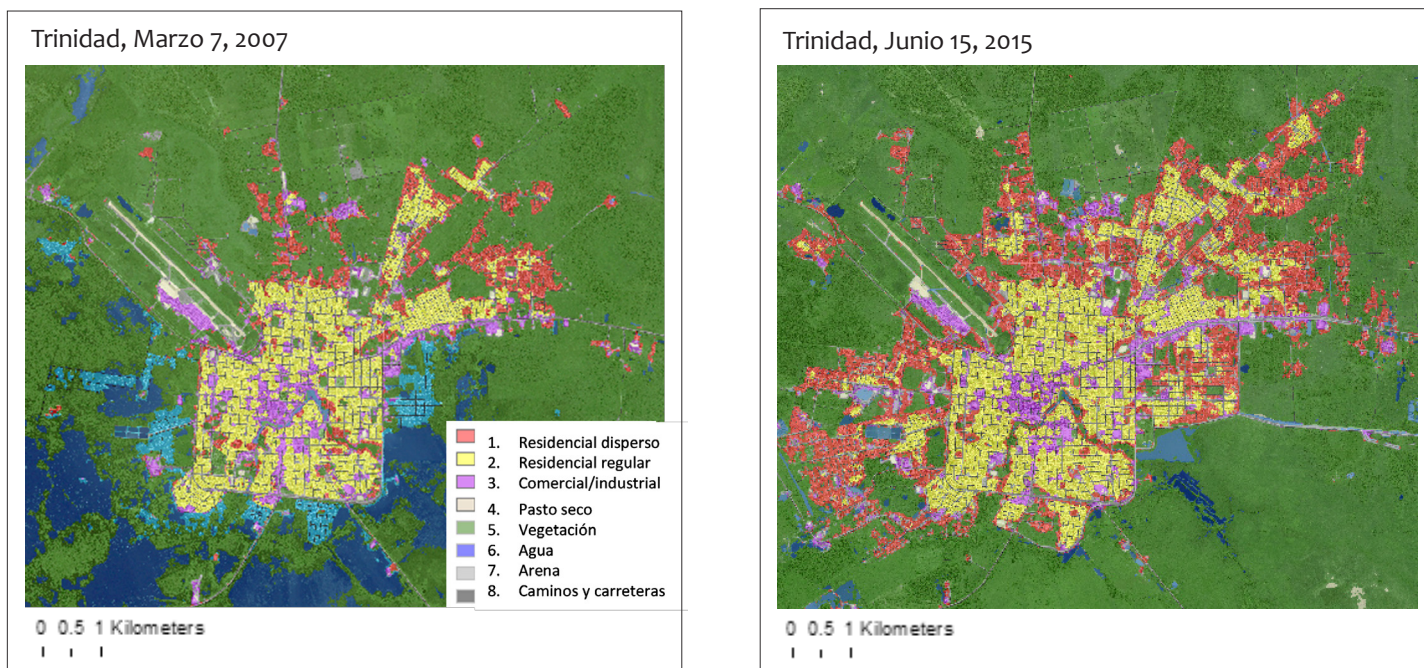 Trinidad, Marzo 7, 2007
1. Residencial disperso
2. Residencial regular
3. Comercial/industrial
4. Pasto seco
5. Vegetación
6. Agua
7. Arena
8. Caminos y carreteras
0 0.5 1 Kilometers
Trinidad, Junio 15, 2015
0 0.5 1 Kilometers